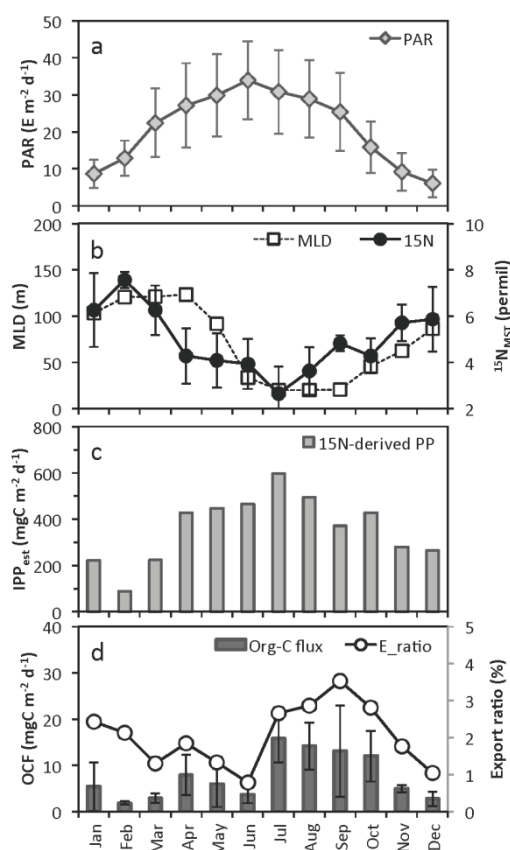 50
40
30
20
10
0
PAR (E m⁻² d⁻¹)
a
PAR
200
150
100
50
0
MLD (m)
b
MLD
15N
10
8
6
4
2
¹⁵N_MST (permil)
800
600
400
200
0
IPP_est (mgC m⁻² d⁻¹)
c
15N-derived PP
40
30
20
10
0
OCF (mgC m⁻² d⁻¹)
d
Org-C flux
E_ratio
5
4
3
2
1
0
Export ratio (%)
Jan
Feb
Mar
Apr
May
Jun
Jul
Aug
Sep
Oct
Nov
Dec